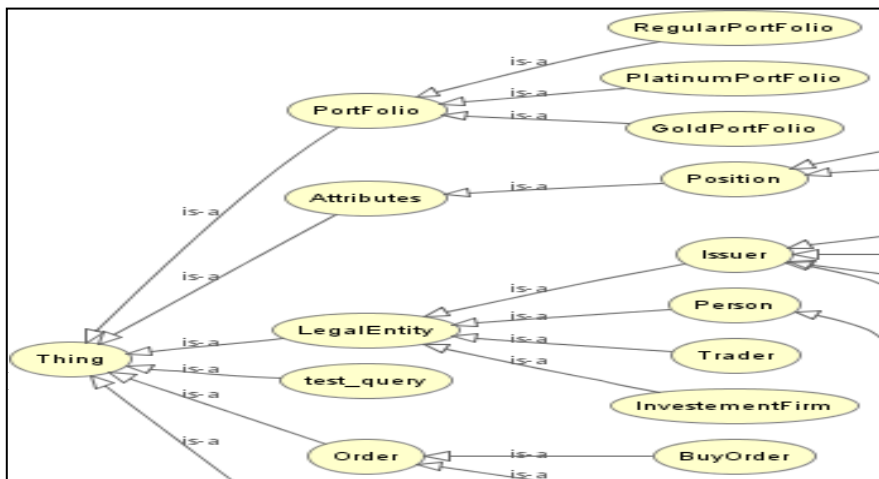 RegularPortFolio
is-a
PlatinumPortFolio
is-a
PortFolio
is-a
GoldPortFolio
Position
is-a
Attributes
is-a
is-a
Issuer
is-a
is-a
Person
LegalEntity
is-a
is-a
Thing
is-a
Trader
is-a
test_query
is-a
InvestementFirm
is-a
is-a
Order
is-a
BuyOrder
is-a